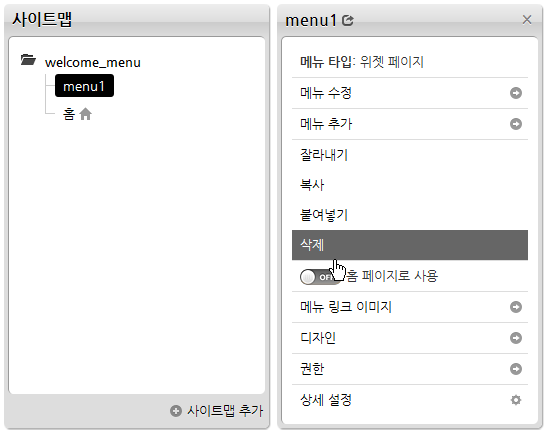 사이트맵
welcome_menu
menu1
홈
사이트맵 추가
menu1
메뉴 타입: 위젯 페이지
메뉴 수정
메뉴 추가
잘라내기
복사
붙여넣기
삭제
OFF 홈 페이지로 사용
메뉴 링크 이미지
디자인
권한
상세 설정